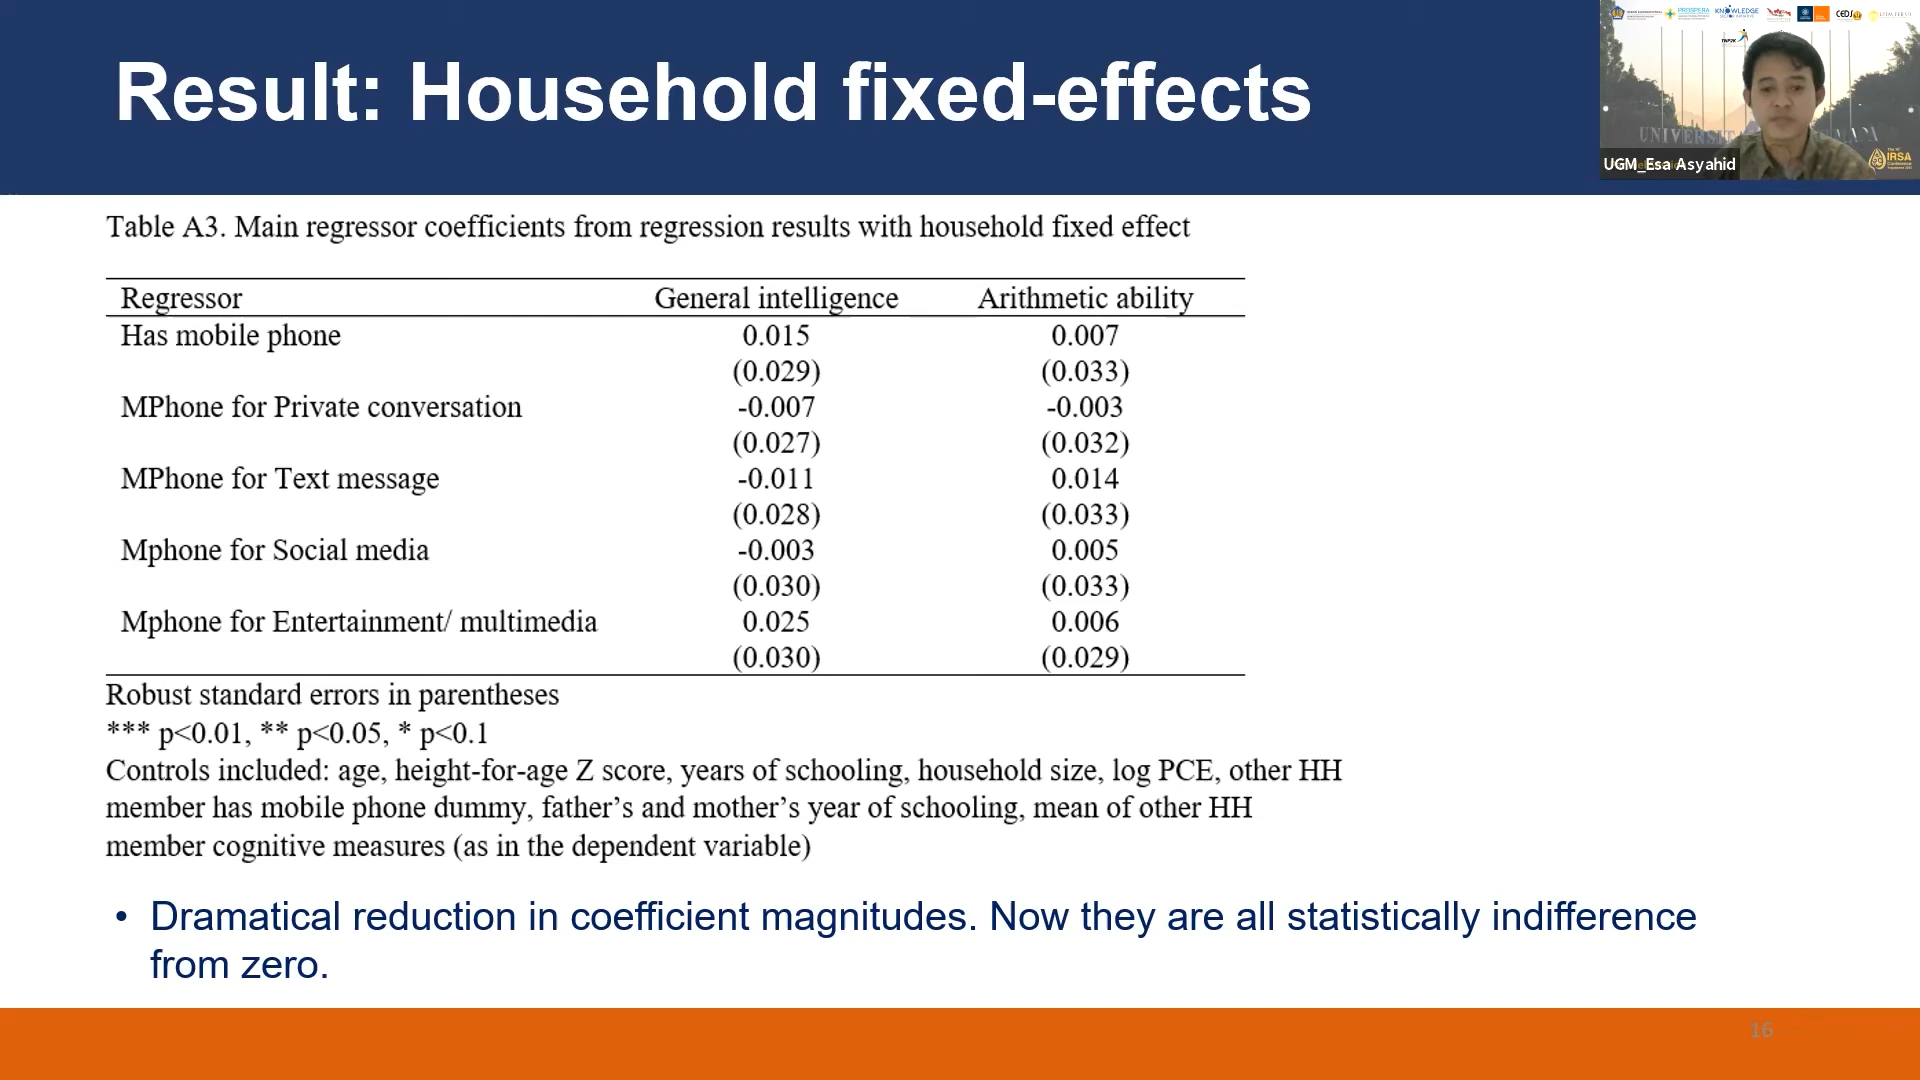 Result: Household fixed-effects
PROSPERA
KNOWLEDGE
CEDS
TNP2K
UNIVERSIT
IRSA
UGM_Esa Asyahid
Table A3. Main regressor coefficients from regression results with household fixed effect
Regressor General intelligence Arithmetic ability
Has mobile phone 0.015 0.007
(0.029) (0.033)
MPhone for Private conversation -0.007 -0.003
(0.027) (0.032)
MPhone for Text message -0.011 0.014
(0.028) (0.033)
Mphone for Social media -0.003 0.005
(0.030) (0.033)
Mphone for Entertainment/ multimedia 0.025 0.006
(0.030) (0.029)
Robust standard errors in parentheses
*** p<0.01, ** p<0.05, * p<0.1
Controls included: age, height-for-age Z score, years of schooling, household size, log PCE, other HH
member has mobile phone dummy, father’s and mother’s year of schooling, mean of other HH
member cognitive measures (as in the dependent variable)
• Dramatical reduction in coefficient magnitudes. Now they are all statistically indifference
from zero.
16